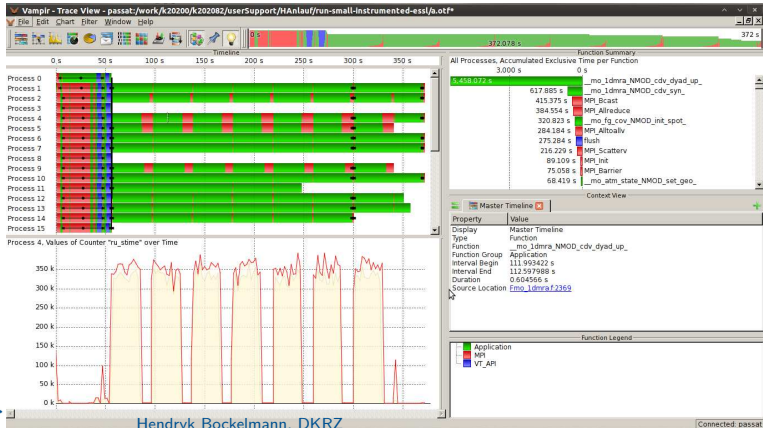 Vampir - Trace View - passat:/work/k20200/k202082/userSupport/HAnlauf/run-small-instrumented-essl/a.otf*
File Edit Chart Filter Window Help
0 s
372.078 s
372 s
Timeline
0 s 50 s 100 s 150 s 200 s 250 s 300 s 350 s
Process 0
Process 1
Process 2
Process 3
Process 4
Process 5
Process 6
Process 7
Process 8
Process 9
Process 10
Process 11
Process 12
Process 13
Process 14
Process 15
Process 4, Values of Counter "ru_stime" over Time
350 k
300 k
250 k
200 k
150 k
100 k
50 k
0 k
Function Summary
All Processes, Accumulated Exclusive Time per Function
3,000 s 0 s
5,458.072 s __mo_1dmra_NMOD_cdv_dyad_up_
617.885 s __mo_1dmra_NMOD_cdv_syn_
415.375 s MPI_Bcast
384.554 s MPI_Allreduce
320.823 s __mo_fg_cov_NMOD_init_spot_
284.184 s MPI_Alltoallv
275.284 s flush
216.229 s MPI_Scatterv
89.109 s MPI_Init
75.058 s MPI_Barrier
68.419 s __mo_atm_state_NMOD_set_geo_
Context View
Master Timeline
Property Value
Display Master Timeline
Type Function
Function __mo_1dmra_NMOD_cdv_dyad_up_
Function Group Application
Interval Begin 111.993422 s
Interval End 112.597988 s
Duration 0.604566 s
Source Location Fmo_1dmra.f:2369
Function Legend
Application
MPI
VT_API
Hendryk Bockelmann, DKRZ
Connected: passat